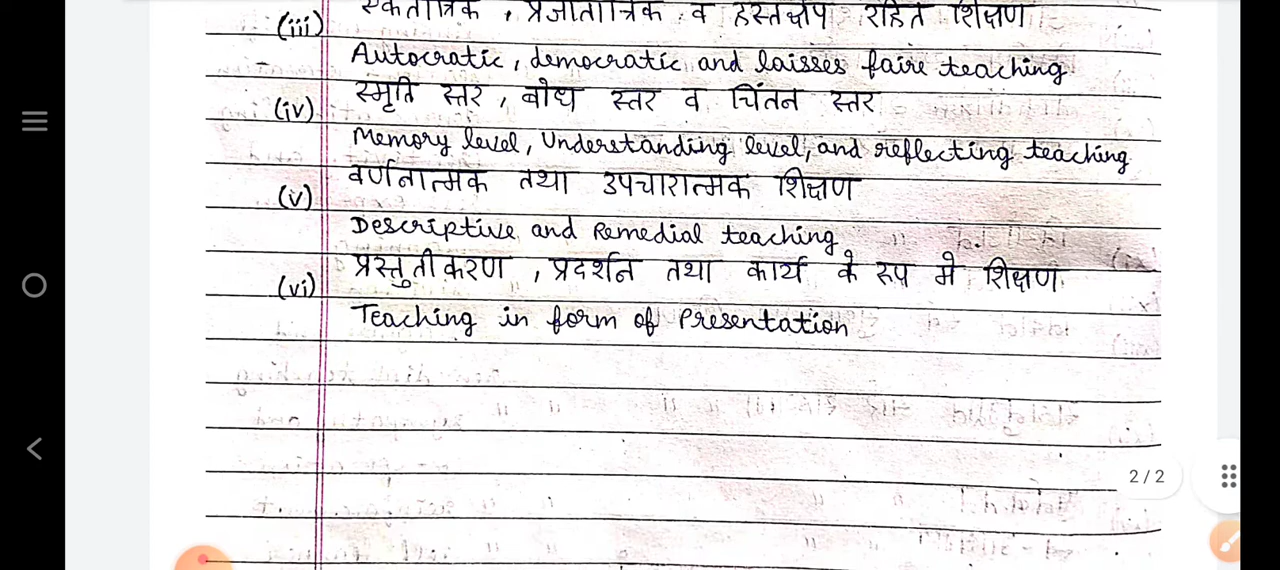 (iii) एकतांत्रिक , प्रजातांत्रिक व हस्तक्षेप रहित शिक्षण
Autocratic, democratic and laisses faire teaching
(iv) स्मृति स्तर , बोध स्तर व चिंतन स्तर
Memory level, Understanding level, and reflecting teaching
(v) वर्णनात्मक तथा उपचारात्मक शिक्षण
Descriptive and Remedial teaching
(vi) प्रस्तुतीकरण , प्रदर्शन तथा कार्य के रूप मे शिक्षण
Teaching in form of Presentation
2/2